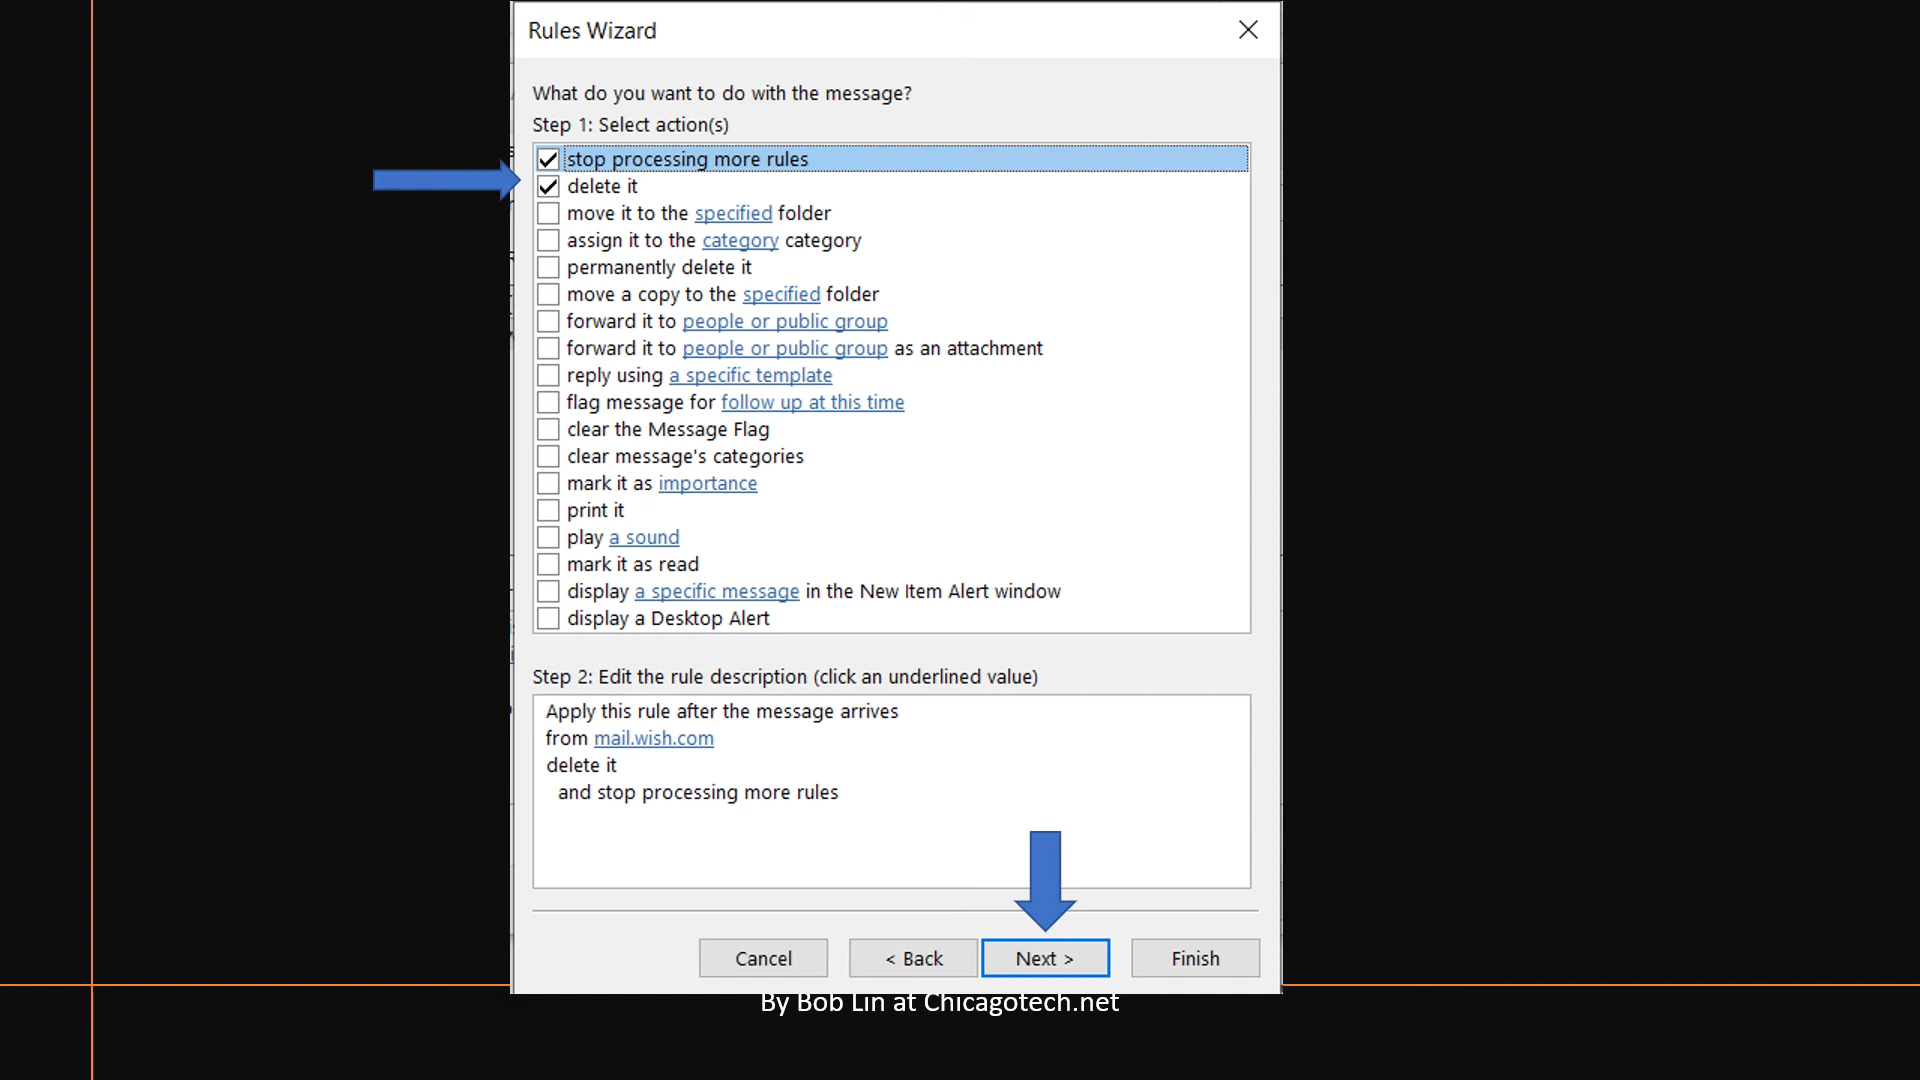 Rules Wizard
What do you want to do with the message?
Step 1: Select action(s)
stop processing more rules
delete it
move it to the specified folder
assign it to the category category
permanently delete it
move a copy to the specified folder
forward it to people or public group
forward it to people or public group as an attachment
reply using a specific template
flag message for follow up at this time
clear the Message Flag
clear message's categories
mark it as importance
print it
play a sound
mark it as read
display a specific message in the New Item Alert window
display a Desktop Alert
Step 2: Edit the rule description (click an underlined value)
Apply this rule after the message arrives
from mail.wish.com
delete it
and stop processing more rules
Cancel < Back Next > Finish
By Bob Lin at Chicagotech.net